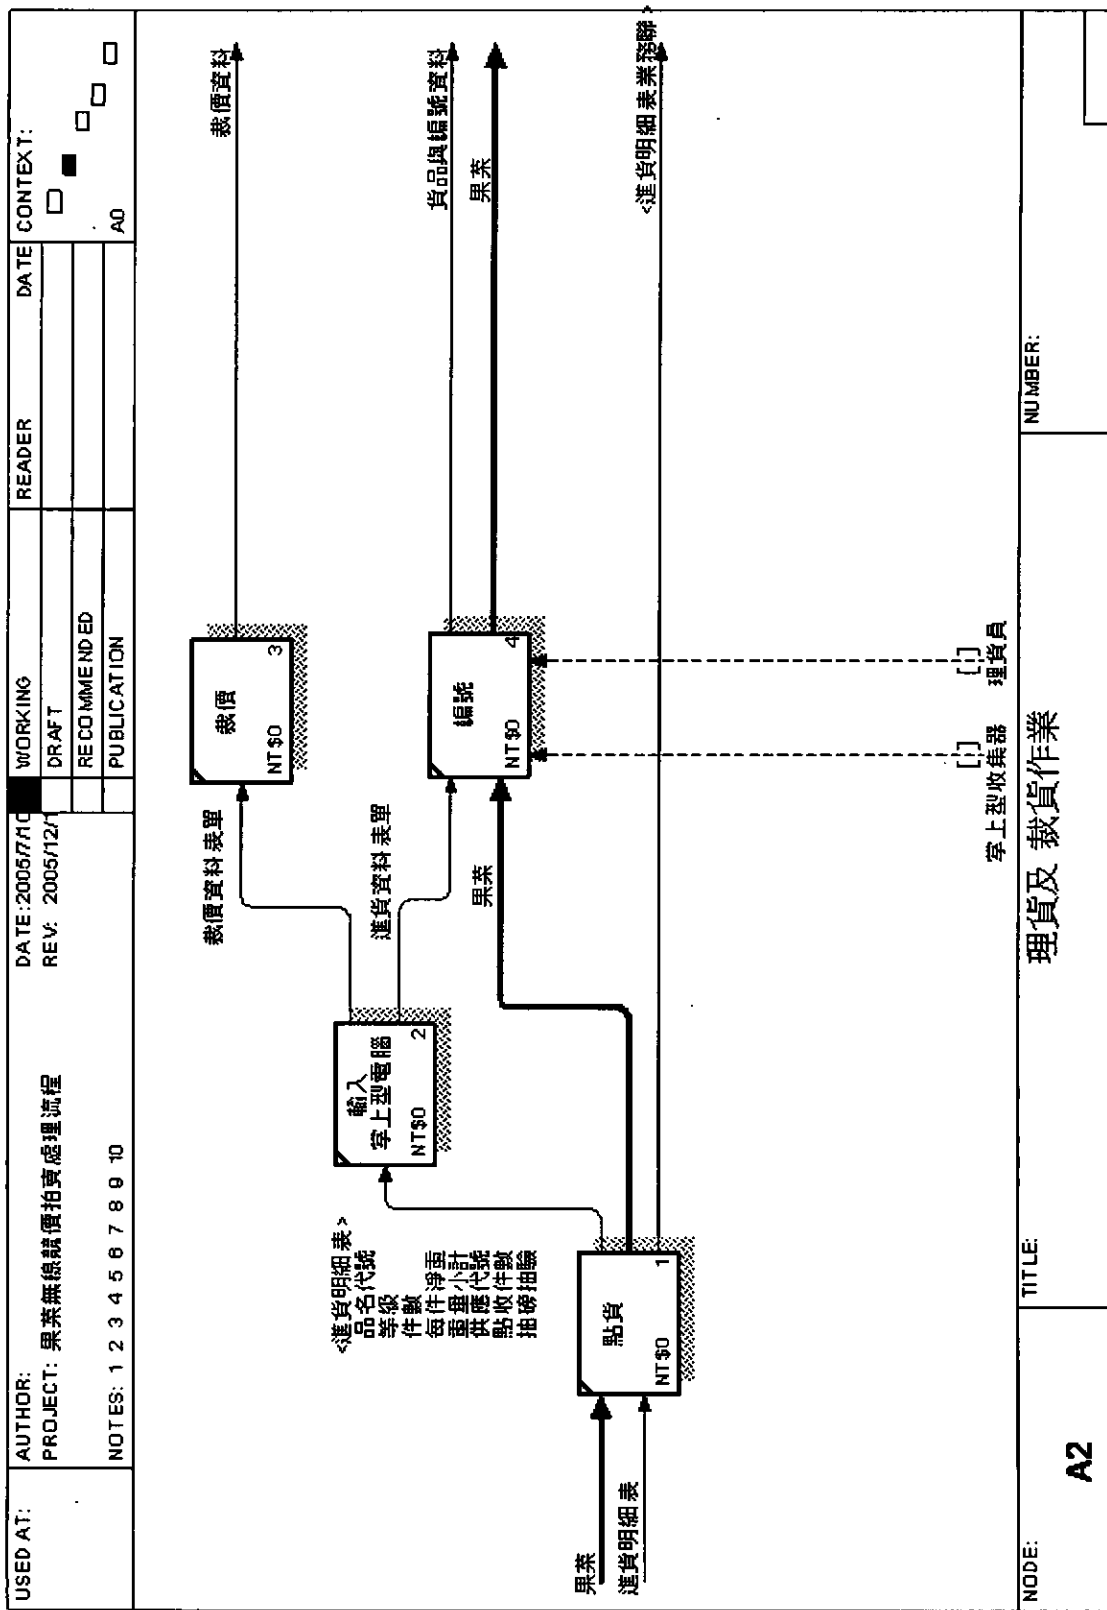 USED AT:
AUTHOR:
PROJECT: 果菜無線競價拍賣處理流程
NOTES: 1 2 3 4 5 6 7 8 9 10
DATE:2005/7/10
REV: 2005/12/1
WORKING
DRAFT
RECOMMENDED
PUBLICATION
READER
DATE
CONTEXT:
A0
果菜
進貨明細表
點貨
NT$0
1
<進貨明細表>
品名代號
等級
件數
每件淨重
重量小計
供應代號
點收件數
抽磅抽驗
輸入
掌上型電腦
NT$0
2
裁價資料表單
進貨資料表單
果菜
裁價
NT$0
3
編號
NT$0
4
裁價資料
貨品與編號資料
果菜
<進貨明細表業務聯>
[ ]
掌上型收集器
[ ]
理貨員
NODE:
A2
TITLE:
理貨及 裁貨作業
NUMBER: